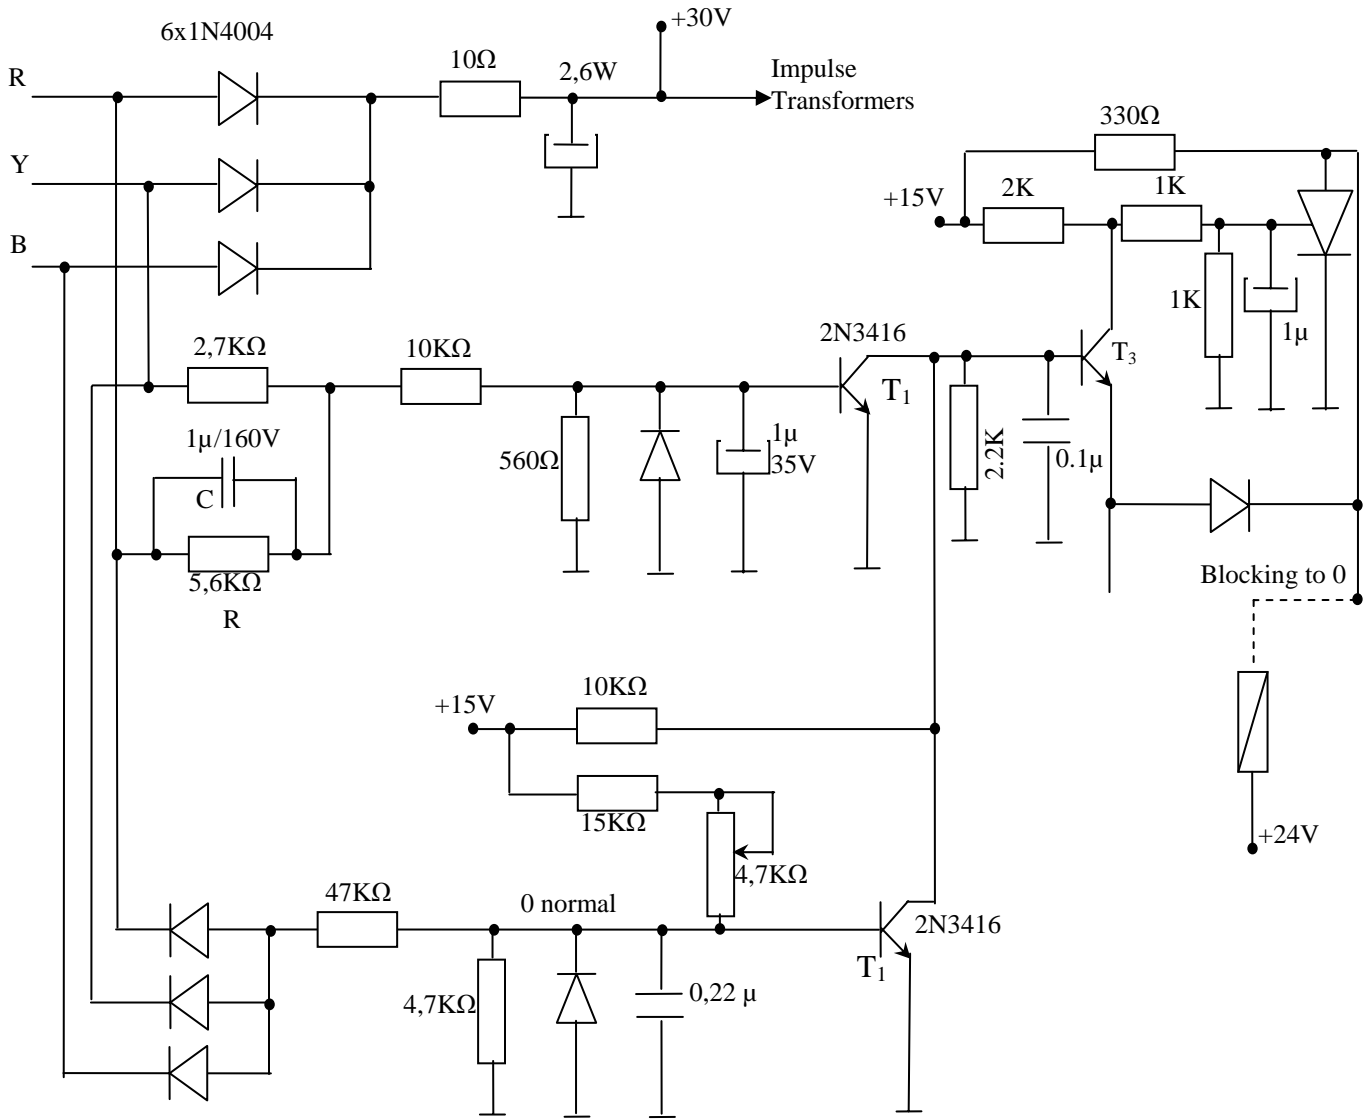 6x1N4004
+30V
R
10Ω
2,6W
Impulse
Transformers
Y
B
330Ω
2K
1K
+15V
1K
1µ
2,7KΩ
10KΩ
2N3416
T1
T3
1µ/160V
C
5,6KΩ
R
560Ω
1µ
35V
2.2K
0.1µ
Blocking to 0
+24V
+15V
10KΩ
15KΩ
4,7KΩ
47KΩ
0 normal
2N3416
T1
4,7KΩ
0,22 µ